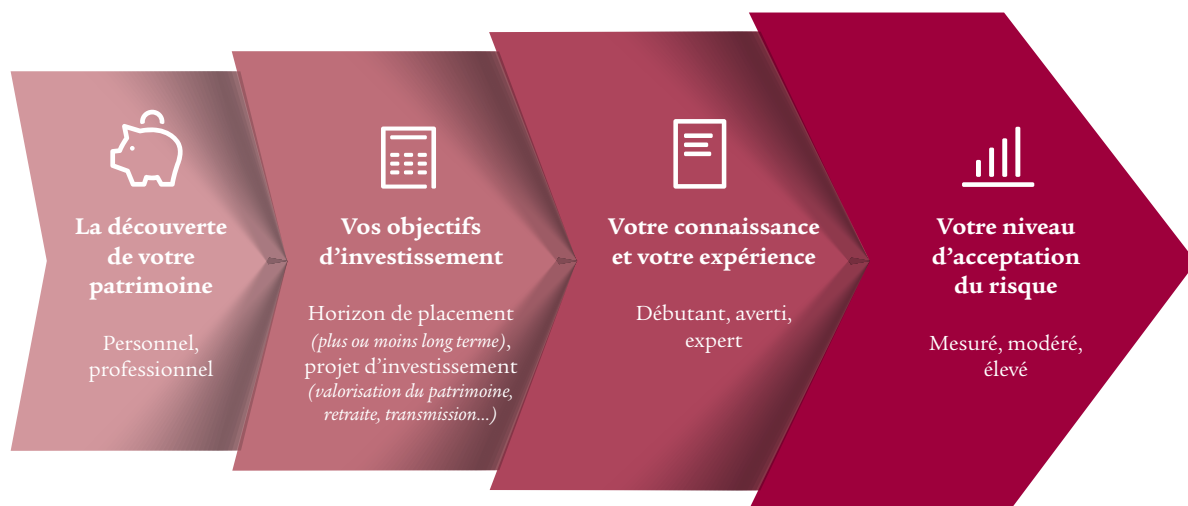 La découverte
de votre
patrimoine
Personnel,
professionnel
Vos objectifs
d’investissement
Horizon de placement
(plus ou moins long terme),
projet d’investissement
(valorisation du patrimoine,
retraite, transmission...)
Votre connaissance
et votre expérience
Débutant, averti,
expert
Votre niveau
d’acceptation
du risque
Mesuré, modéré,
élevé